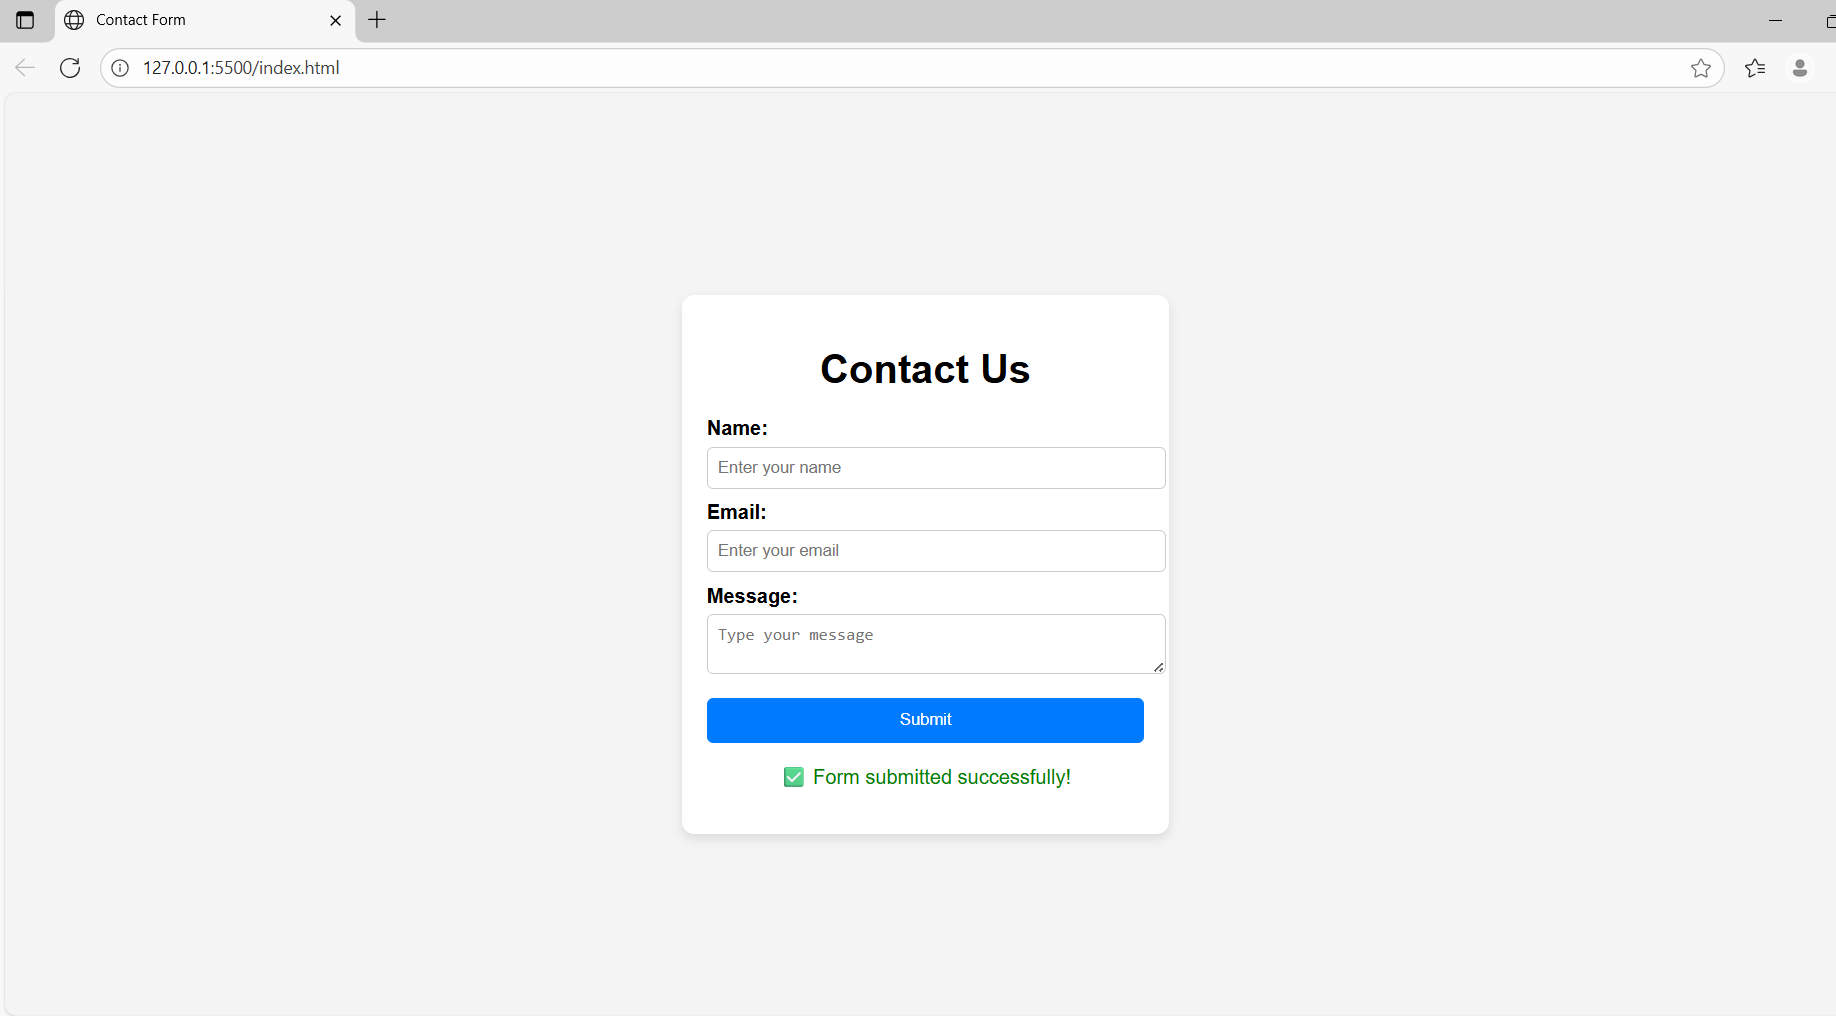 Contact Form
127.0.0.1:5500/index.html
Contact Us
Name:
Enter your name
Email:
Enter your email
Message:
Type your message
Submit
✅ Form submitted successfully!